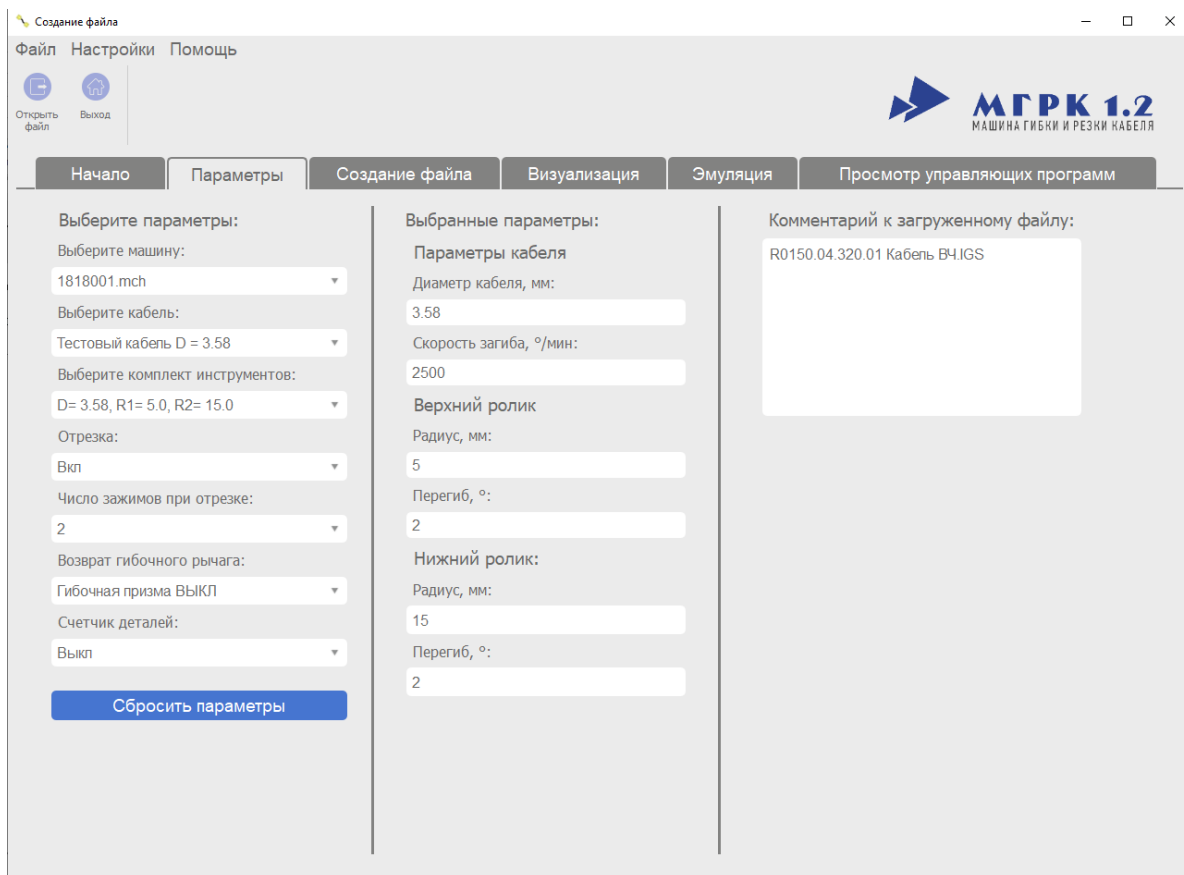 Создание файла
Файл Настройки Помощь
Открыть файл
Выход
МГРК 1.2
МАШИНА ГИБКИ И РЕЗКИ КАБЕЛЯ
Начало Параметры Создание файла Визуализация Эмуляция Просмотр управляющих программ
Выберите параметры:
Выберите машину:
1818001.mch
Выберите кабель:
Тестовый кабель D = 3.58
Выберите комплект инструментов:
D= 3.58, R1= 5.0, R2= 15.0
Отрезка:
Вкл
Число зажимов при отрезке:
2
Возврат гибочного рычага:
Гибочная призма ВЫКЛ
Счетчик деталей:
Выкл
Сбросить параметры
Выбранные параметры:
Параметры кабеля
Диаметр кабеля, мм:
3.58
Скорость загиба, °/мин:
2500
Верхний ролик
Радиус, мм:
5
Перегиб, °:
2
Нижний ролик:
Радиус, мм:
15
Перегиб, °:
2
Комментарий к загруженному файлу:
R0150.04.320.01 Кабель ВЧ.IGS